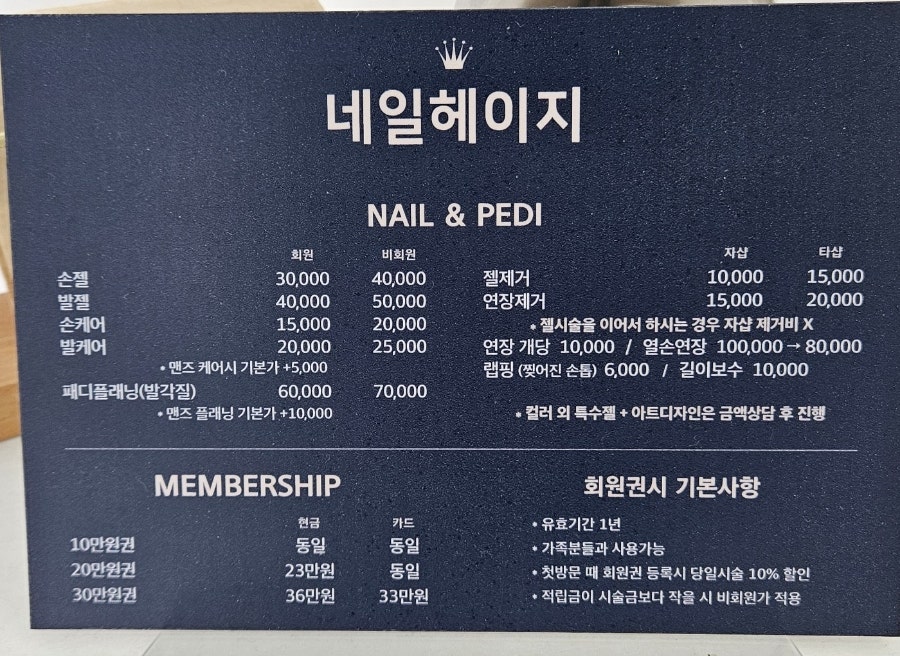 네일헤이지
NAIL & PEDI
회원 비회원
손젤 30,000 40,000
발젤 40,000 50,000
손케어 15,000 20,000
발케어 20,000 25,000
• 맨즈 케어시 기본가 +5,000
패디플래닝(발각질) 60,000 70,000
• 맨즈 플래닝 기본가 +10,000
자샵 타샵
젤제거 10,000 15,000
연장제거 15,000 20,000
• 젤시술을 이어서 하시는 경우 자샵 제거비 X
연장 개당 10,000 / 열손연장 100,000 → 80,000
랩핑 (찢어진 손톱) 6,000 / 길이보수 10,000
• 컬러 외 특수젤 + 아트디자인은 금액상담 후 진행
MEMBERSHIP
현금 카드
10만원권 동일 동일
20만원권 23만원 동일
30만원권 36만원 33만원
회원권시 기본사항
• 유효기간 1년
• 가족분들과 사용가능
• 첫방문 때 회원권 등록시 당일시술 10% 할인
• 적립금이 시술금보다 작을 시 비회원가 적용